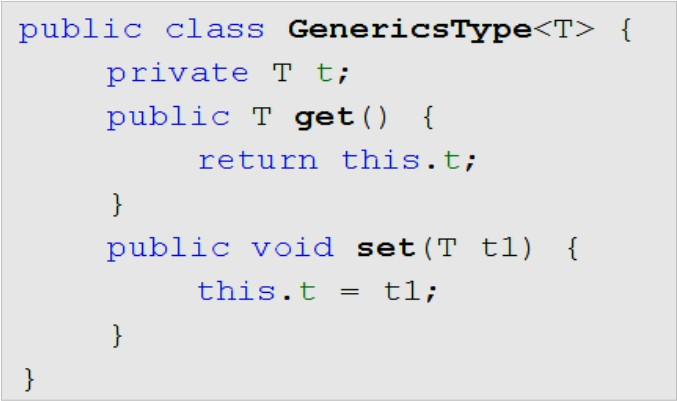 public class GenericsType<T> {
    private T t;
    public T get() {
        return this.t;
    }
    public void set(T t1) {
        this.t = t1;
    }
}